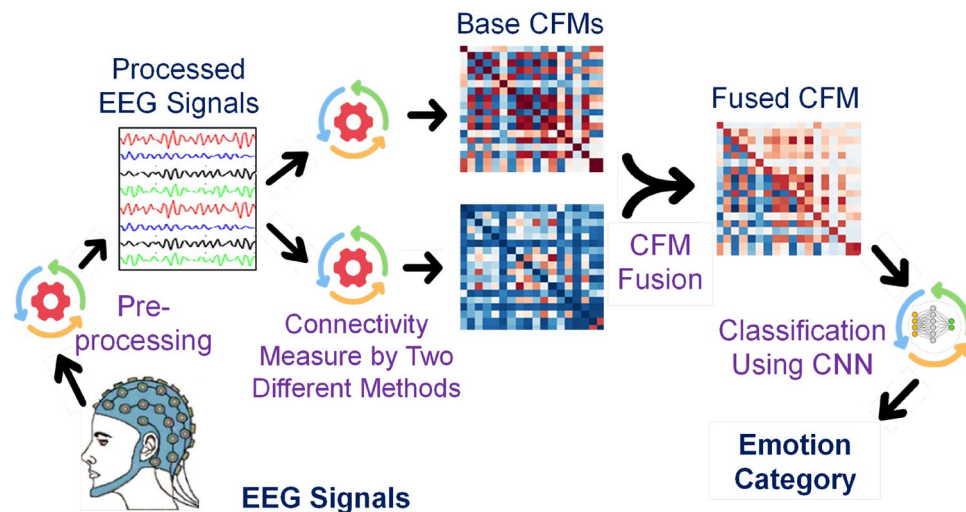 Base CFMs
Processed
EEG Signals
Fused CFM
CFM
Fusion
Pre-
processing
Connectivity
Measure by Two
Different Methods
Classification
Using CNN
Emotion
Category
EEG Signals